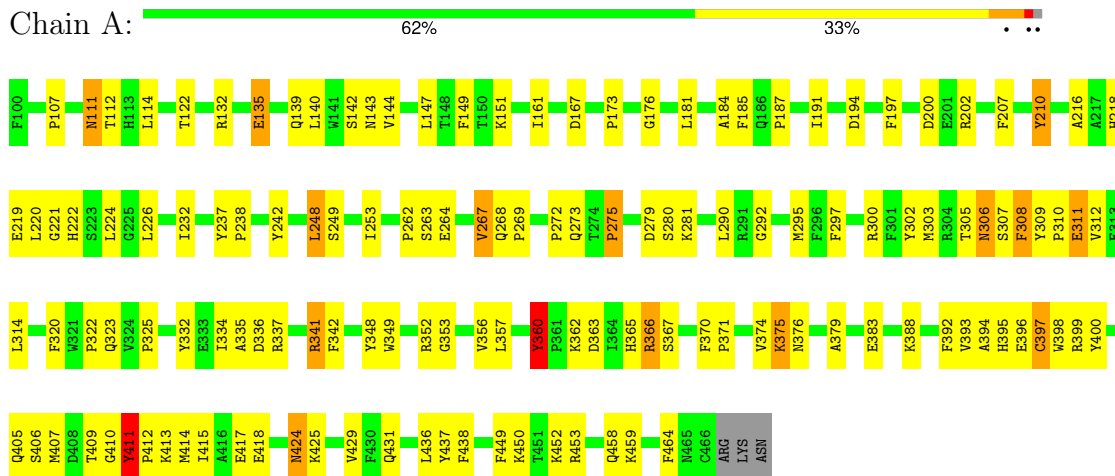 Chain A:
62% 33% • ••
F100 P107 N111 T112 H113 L114 T122 R132 E135 Q139 L140 W141 S142 N143 V144 L147 T148 F149 T150 K151 I161 D167 P173 G176 L181 A184 F185 Q186 P187 I191 D194 F197 D200 E201 R202 F207 Y210 A216 A217 H218
E219 L220 G221 H222 S223 L224 G225 L226 I232 Y237 P238 Y242 L248 S249 I253 P262 S263 E264 V267 Q268 P269 P272 Q273 T274 P275 D279 S280 K281 L290 R291 G292 M295 F296 F297 R300 F301 Y302 M303 R304 T305 N306 S307 F308 Y309 P310 E311 V312 E313
L314 F320 W321 P322 Q323 V324 P325 Y332 E333 I334 A335 D336 R337 R341 F342 Y348 W349 R352 G353 V356 L357 Y360 P361 K362 D363 I364 H365 R366 S367 F370 P371 V374 K375 N376 A379 E383 K388 F392 V393 A394 H395 E396 C397 W398 R399 Y400
Q405 S406 M407 D408 T409 G410 Y411 P412 K413 M414 I415 A416 E417 E418 N424 K425 V429 F430 Q431 L436 Y437 F438 F449 K450 T451 K452 R453 Q458 K459 F464 N465 C466 ARG LYS ASN